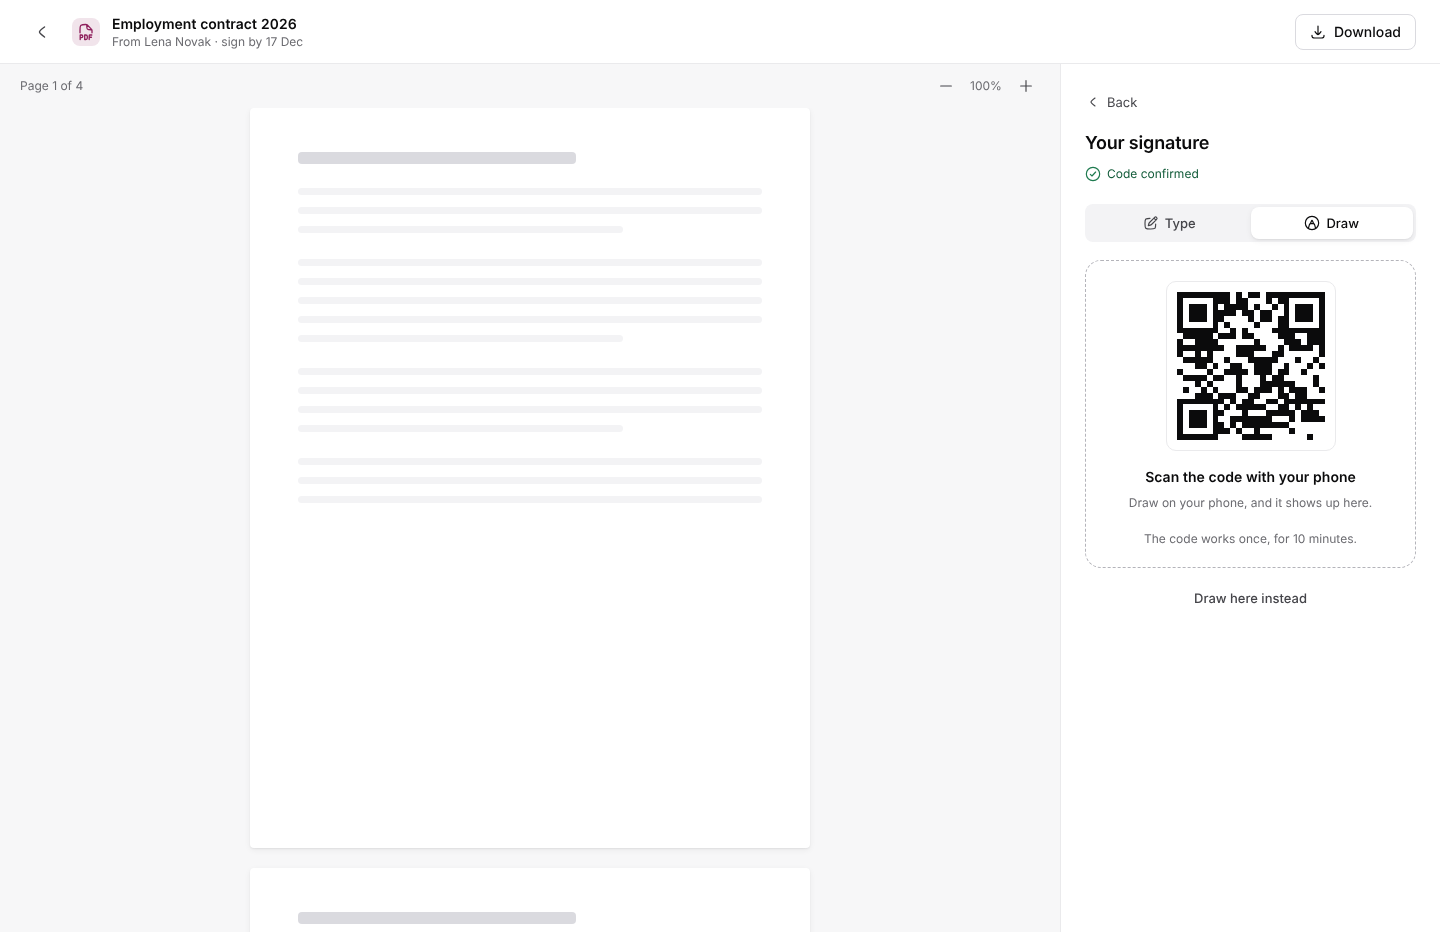 Employment contract 2026
From Lena Novak · sign by 17 Dec
Download
Page 1 of 4
100%
Back
Your signature
Code confirmed
Type
Draw
Scan the code with your phone
Draw on your phone, and it shows up here.
The code works once, for 10 minutes.
Draw here instead